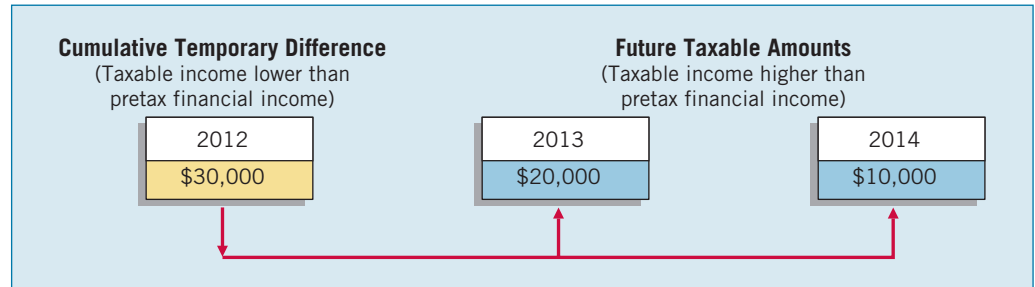 Cumulative Temporary Difference
(Taxable income lower than
pretax financial income)
Future Taxable Amounts
(Taxable income higher than
pretax financial income)
2012
$30,000
2013
$20,000
2014
$10,000